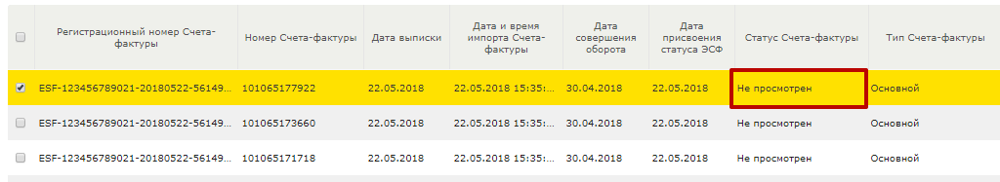 Регистрационный номер Счета-фактуры Номер Счета-фактуры Дата выписки Дата и время импорта Счета-фактуры Дата совершения оборота Дата присвоения статуса ЭСФ Статус Счета-фактуры Тип Счета-фактуры
ESF-123456789021-20180522-56149... 101065177922 22.05.2018 22.05.2018 15:35:... 30.04.2018 22.05.2018 Не просмотрен Основной
ESF-123456789021-20180522-56149... 101065173660 22.05.2018 22.05.2018 15:35:... 30.04.2018 22.05.2018 Не просмотрен Основной
ESF-123456789021-20180522-56149... 101065171718 22.05.2018 22.05.2018 15:35:... 30.04.2018 22.05.2018 Не просмотрен Основной